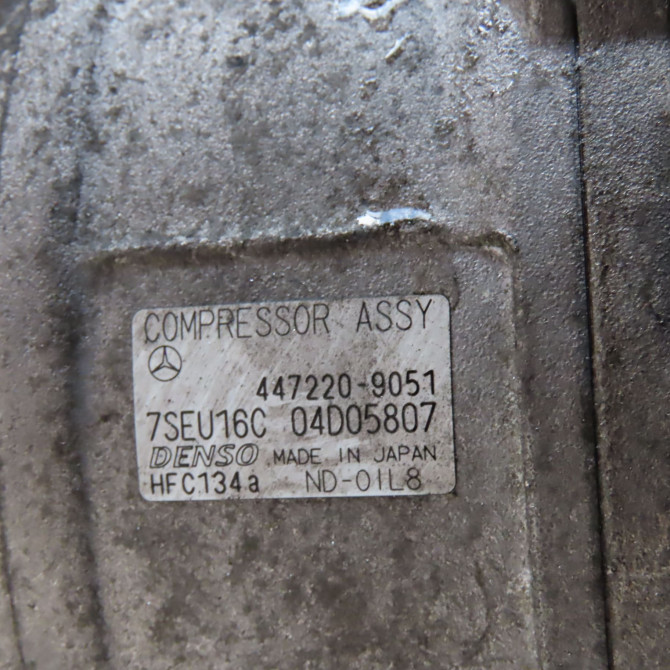 COMPRESSOR ASSY
447220-9051
7SEU16C 04D05807
DENSO MADE IN JAPAN
HFC134a ND-OIL8